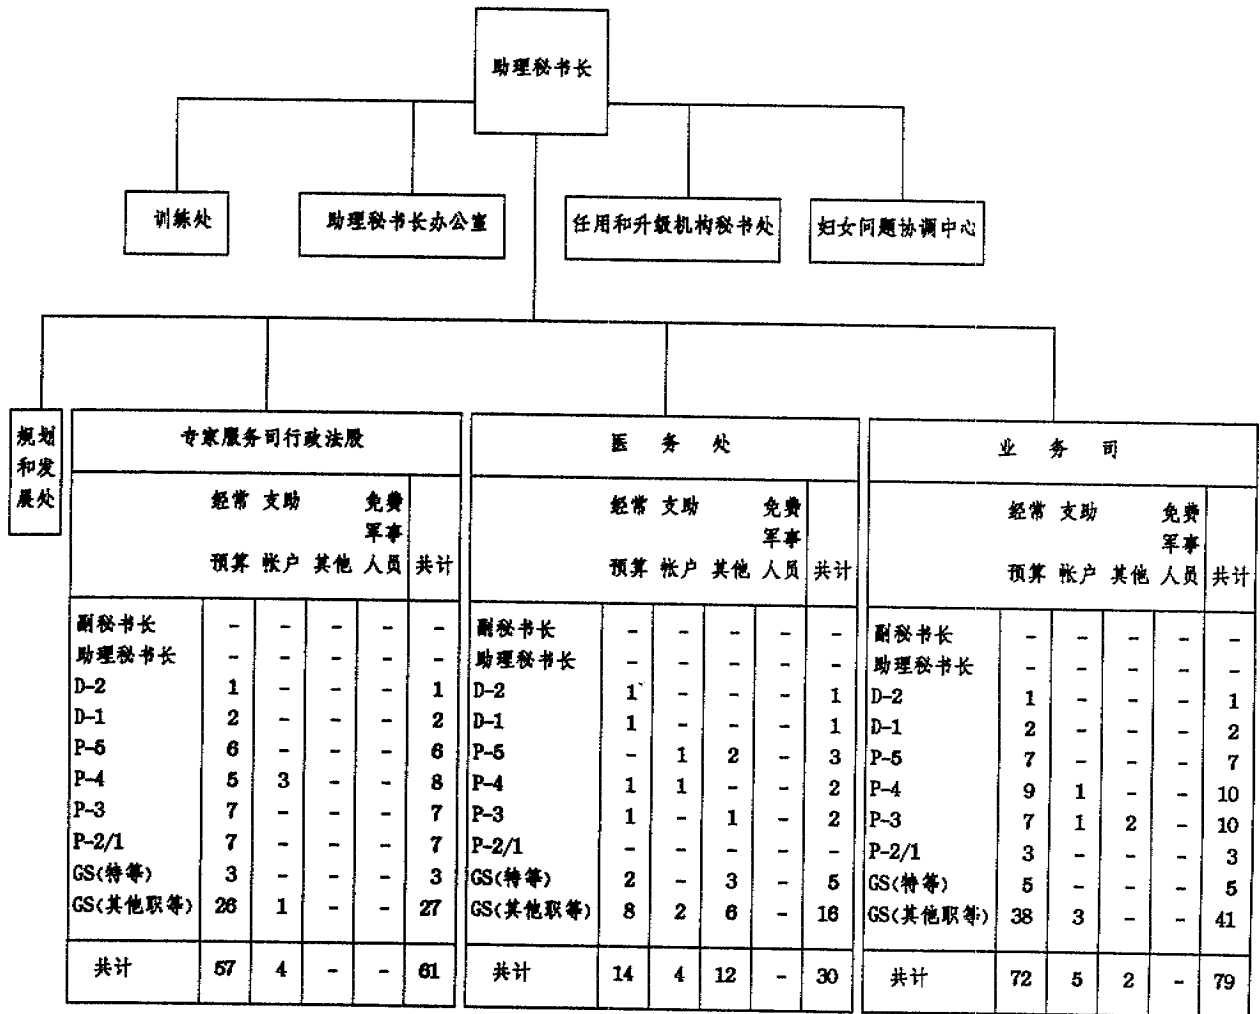 助理秘书长
训练处
助理秘书长办公室
任用和升级机构秘书处
妇女问题协调中心
规划
和发
展处
专家服务司行政法股
经常 支助 免费
军事
预算 帐户 其他 人员 共计
副秘书长 - - - - -
助理秘书长 - - - - -
D-2 1 - - - 1
D-1 2 - - - 2
P-5 6 - - - 6
P-4 5 3 - - 8
P-3 7 - - - 7
P-2/1 7 - - - 7
GS(特等) 3 - - - 3
GS(其他职等) 26 1 - - 27
共计 57 4 - - 61
医 务 处
经常 支助 免费
军事
预算 帐户 其他 人员 共计
副秘书长 - - - - -
助理秘书长 - - - - -
D-2 1 - - - 1
D-1 1 - - - 1
P-5 - 1 2 - 3
P-4 1 1 - - 2
P-3 1 - 1 - 2
P-2/1 - - - - -
GS(特等) 2 - 3 - 5
GS(其他职等) 8 2 6 - 16
共计 14 4 12 - 30
业 务 司
经常 支助 免费
军事
预算 帐户 其他 人员 共计
副秘书长 - - - - -
助理秘书长 - - - - -
D-2 1 - - - 1
D-1 2 - - - 2
P-5 7 - - - 7
P-4 9 1 - - 10
P-3 7 1 2 - 10
P-2/1 3 - - - 3
GS(特等) 5 - - - 5
GS(其他职等) 38 3 - - 41
共计 72 5 2 - 79